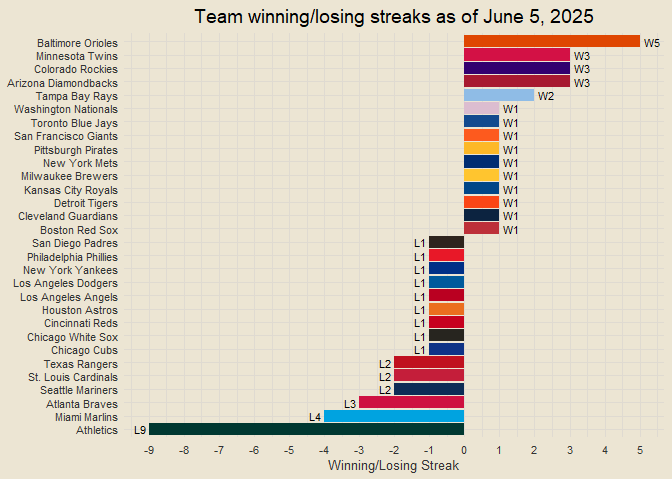 Team winning/losing streaks as of June 5, 2025
Baltimore Orioles W5
Minnesota Twins W3
Colorado Rockies W3
Arizona Diamondbacks W3
Tampa Bay Rays W2
Washington Nationals W1
Toronto Blue Jays W1
San Francisco Giants W1
Pittsburgh Pirates W1
New York Mets W1
Milwaukee Brewers W1
Kansas City Royals W1
Detroit Tigers W1
Cleveland Guardians W1
Boston Red Sox W1
San Diego Padres L1
Philadelphia Phillies L1
New York Yankees L1
Los Angeles Dodgers L1
Los Angeles Angels L1
Houston Astros L1
Cincinnati Reds L1
Chicago White Sox L1
Chicago Cubs L1
Texas Rangers L2
St. Louis Cardinals L2
Seattle Mariners L2
Atlanta Braves L3
Miami Marlins L4
Athletics L9
-9 -8 -7 -6 -5 -4 -3 -2 -1 0 1 2 3 4 5
Winning/Losing Streak